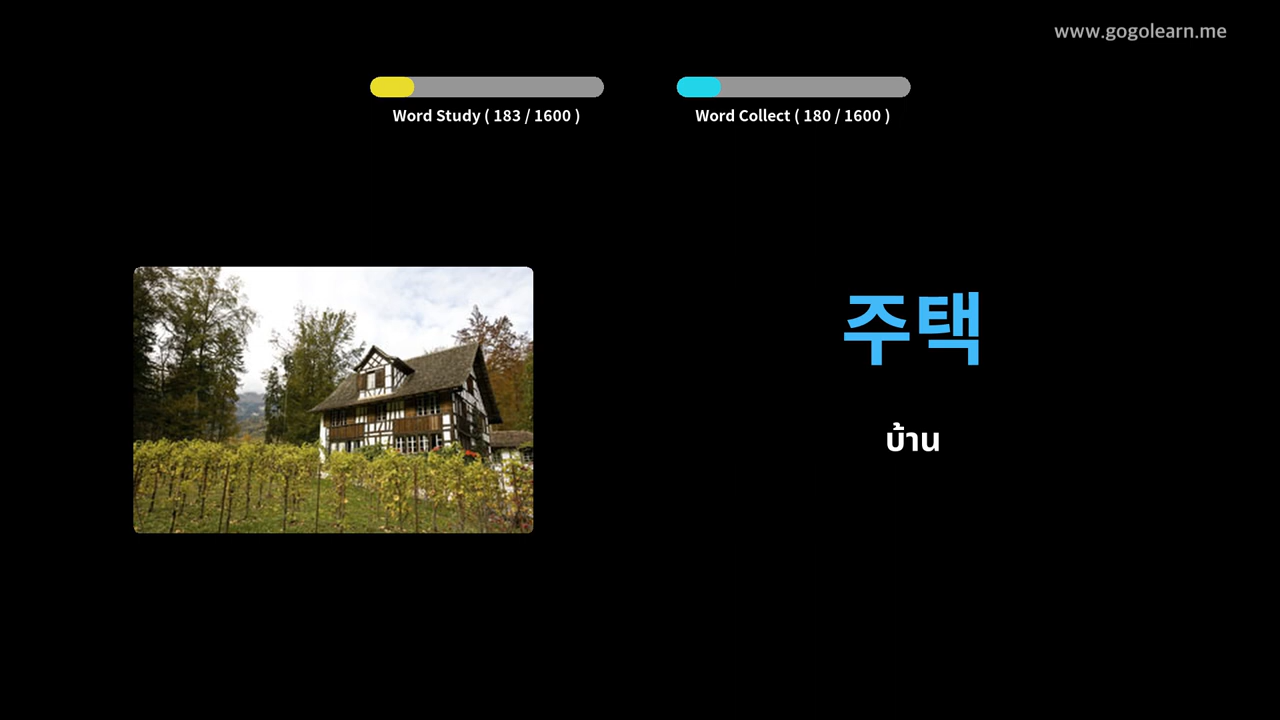 www.gogolearn.me
Word Study ( 183 / 1600 )
Word Collect ( 180 / 1600 )
주택
บ้าน